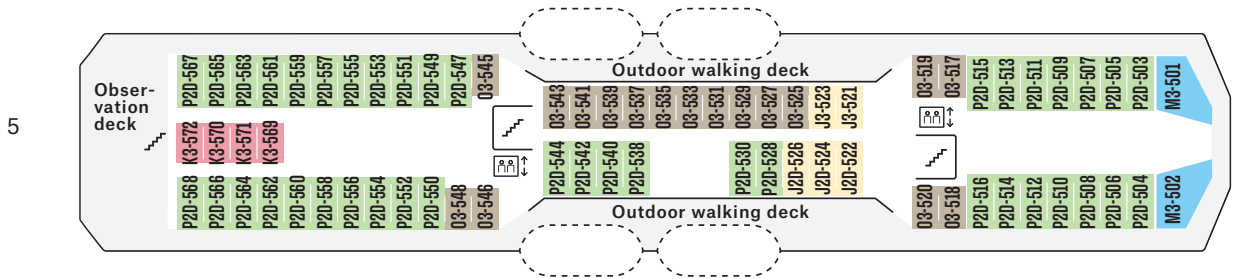 5
Obser-
vation
deck
P2D-567
P2D-565
P2D-563
P2D-561
P2D-559
P2D-557
P2D-555
P2D-553
P2D-551
P2D-549
P2D-547
O3-545
K3-572
K3-570
K3-571
K3-569
P2D-568
P2D-566
P2D-564
P2D-562
P2D-560
P2D-558
P2D-556
P2D-554
P2D-552
P2D-550
O3-548
O3-546
Outdoor walking deck
O3-543
O3-541
O3-539
O3-537
O3-535
O3-533
O3-531
O3-529
O3-527
O3-525
J3-523
J3-521
P2D-544
P2D-542
P2D-540
P2D-538
P2D-530
P2D-528
J2D-526
J2D-524
J2D-522
Outdoor walking deck
O3-519
O3-517
P2D-515
P2D-513
P2D-511
P2D-509
P2D-507
P2D-505
P2D-503
M3-501
O3-520
O3-518
P2D-516
P2D-514
P2D-512
P2D-510
P2D-508
P2D-506
P2D-504
M3-502